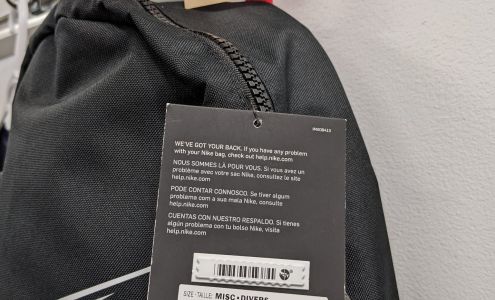 WE'VE GOT YOUR BACK. If you have any problem
with your Nike bag, check out help.nike.com
NOUS SOMMES LÀ POUR VOUS. Si vous avez un
problème avec votre sac Nike, consultez le site
help.nike.com
PODE CONTAR CONNOSCO. Se tiver algum
problema com a sua mala Nike, consulte
help.nike.com
CUENTAS CON NUESTRO RESPALDO. Si tienes
algún problema con tu bolso Nike, visita
help.nike.com
SIZE • TAILLE: MISC • DIVERS